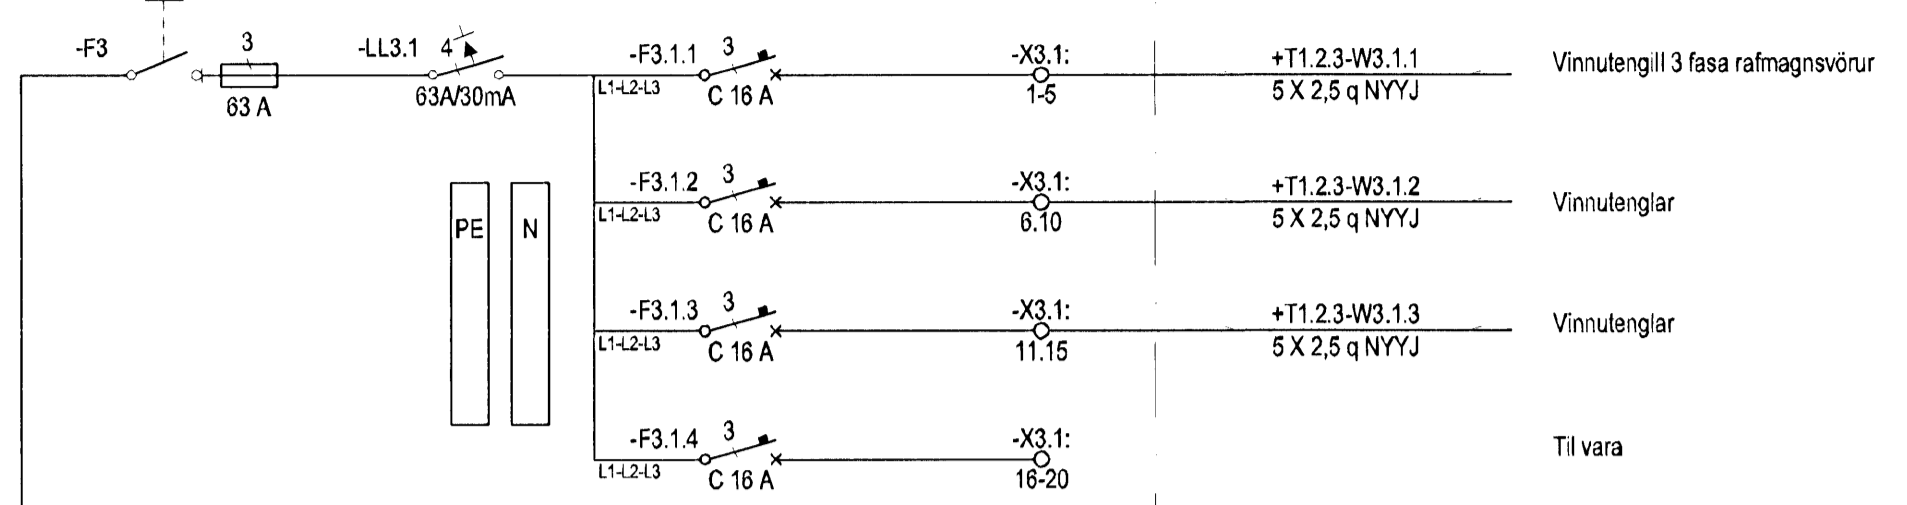 -F3
3
63 A
-LL3.1
4
63A/30mA
PE
N
-F3.1.1
3
L1-L2-L3
C 16 A
-X3.1:
1-5
+T1.2.3-W3.1.1
5 X 2,5 q NYYJ
Vinnutengill 3 fasa rafmagnsvörur
-F3.1.2
3
L1-L2-L3
C 16 A
-X3.1:
6.10
+T1.2.3-W3.1.2
5 X 2,5 q NYYJ
Vinnutenglar
-F3.1.3
3
L1-L2-L3
C 16 A
-X3.1:
11.15
+T1.2.3-W3.1.3
5 X 2,5 q NYYJ
Vinnutenglar
-F3.1.4
3
L1-L2-L3
C 16 A
-X3.1:
16-20
Til vara